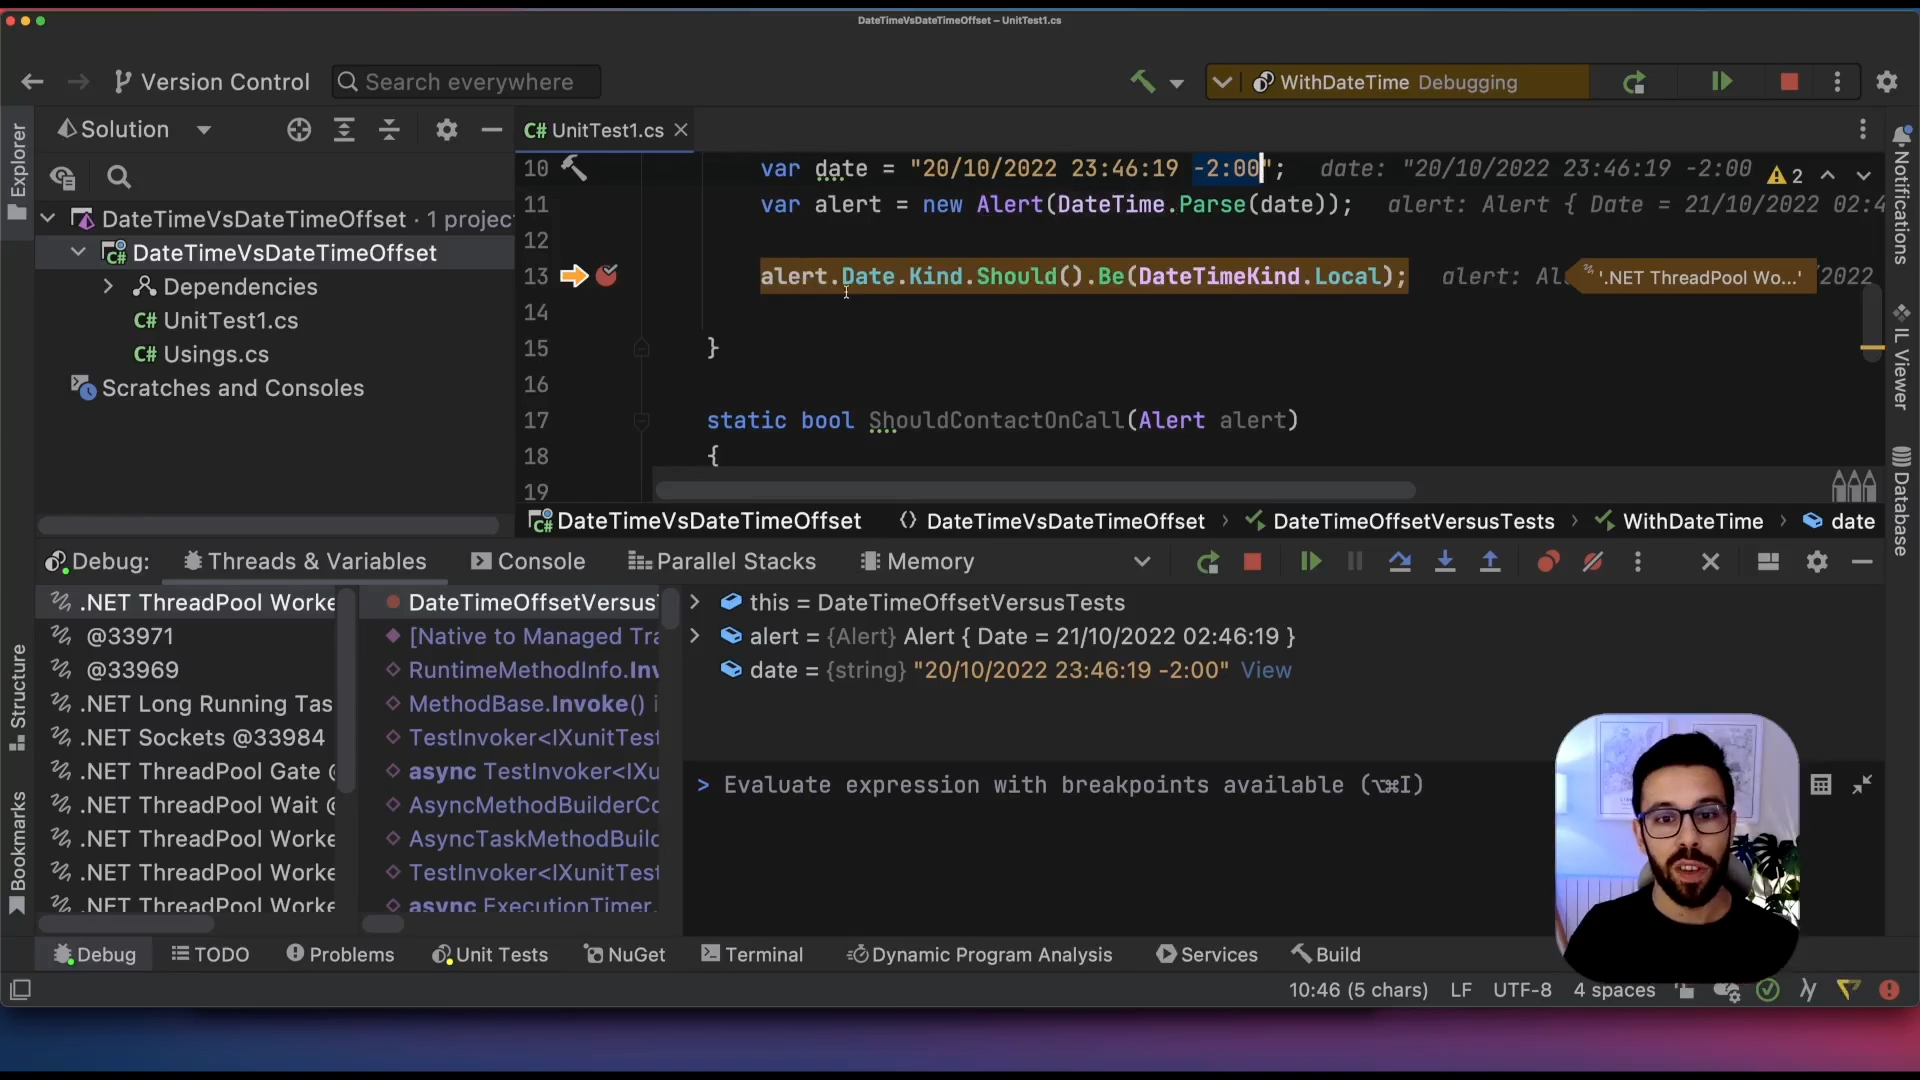 DateTimeVsDateTimeOffset – UnitTest1.cs
Version Control
Search everywhere
WithDateTime Debugging
Explorer
Solution
C# UnitTest1.cs
10 var date = "20/10/2022 23:46:19 -2:00"; date: "20/10/2022 23:46:19 -2:00
2
DateTimeVsDateTimeOffset · 1 project
11 var alert = new Alert(DateTime.Parse(date)); alert: Alert { Date = 21/10/2022 02:4
DateTimeVsDateTimeOffset
12
Dependencies
13 alert.Date.Kind.Should().Be(DateTimeKind.Local); alert: Al
'.NET ThreadPool Wo...'
2022
C# UnitTest1.cs
14
C# Usings.cs
15 }
Scratches and Consoles
16
17 static bool ShouldContactOnCall(Alert alert)
18 {
19
Notifications
IL Viewer
Database
DateTimeVsDateTimeOffset
DateTimeVsDateTimeOffset
DateTimeOffsetVersusTests
WithDateTime
date
Debug:
Threads & Variables
Console
Parallel Stacks
Memory
.NET ThreadPool Worke
@33971
@33969
.NET Long Running Tas
.NET Sockets @33984
.NET ThreadPool Gate
.NET ThreadPool Wait @
.NET ThreadPool Worke
.NET ThreadPool Worke
.NET ThreadPool Worke
DateTimeOffsetVersus
[Native to Managed Tra
RuntimeMethodInfo.Inv
MethodBase.Invoke()
TestInvoker<IXunitTest
async TestInvoker<IXu
AsyncMethodBuilderCo
AsyncTaskMethodBuild
TestInvoker<IXunitTest
async ExecutionTimer.
this = DateTimeOffsetVersusTests
alert = {Alert} Alert { Date = 21/10/2022 02:46:19 }
date = {string} "20/10/2022 23:46:19 -2:00" View
> Evaluate expression with breakpoints available (⌥⌘I)
Structure
Bookmarks
Debug
TODO
Problems
Unit Tests
NuGet
Terminal
Dynamic Program Analysis
Services
Build
10:46 (5 chars) LF UTF-8 4 spaces